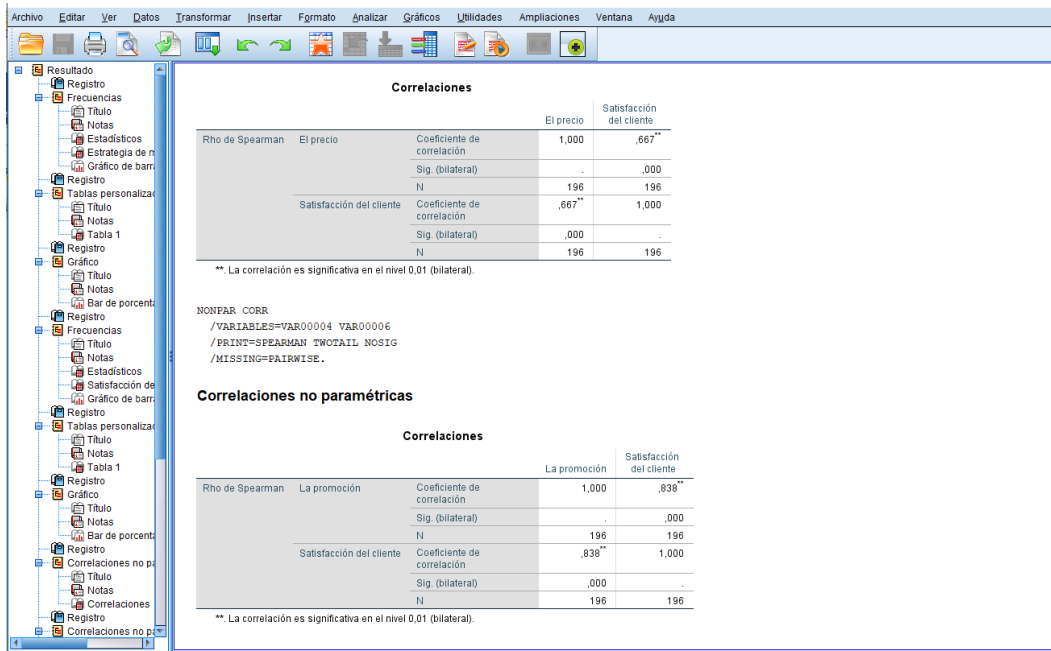 Archivo Editar Ver Datos Transformar Insertar Formato Analizar Gráficos Utilidades Ampliaciones Ventana Ayuda
Resultado
Registro
Frecuencias
Título
Notas
Estadísticos
Estrategia de m
Gráfico de barr
Registro
Tablas personalizad
Título
Notas
Tabla 1
Registro
Gráfico
Título
Notas
Bar de porcenta
Registro
Frecuencias
Título
Notas
Estadísticos
Satisfacción de
Gráfico de barr
Registro
Tablas personalizad
Título
Notas
Tabla 1
Registro
Gráfico
Título
Notas
Bar de porcenta
Registro
Correlaciones no pa
Título
Notas
Correlaciones
Registro
Correlaciones no pa
Correlaciones
El precio Satisfacción
del cliente
Rho de Spearman El precio Coeficiente de
correlación 1,000 ,667**
Sig. (bilateral) . ,000
N 196 196
Satisfacción del cliente Coeficiente de
correlación ,667** 1,000
Sig. (bilateral) ,000 .
N 196 196
**. La correlación es significativa en el nivel 0,01 (bilateral).
NONPAR CORR
/VARIABLES=VAR00004 VAR00006
/PRINT=SPEARMAN TWOTAIL NOSIG
/MISSING=PAIRWISE.
Correlaciones no paramétricas
Correlaciones
La promoción Satisfacción
del cliente
Rho de Spearman La promoción Coeficiente de
correlación 1,000 ,838**
Sig. (bilateral) . ,000
N 196 196
Satisfacción del cliente Coeficiente de
correlación ,838** 1,000
Sig. (bilateral) ,000 .
N 196 196
**. La correlación es significativa en el nivel 0,01 (bilateral).